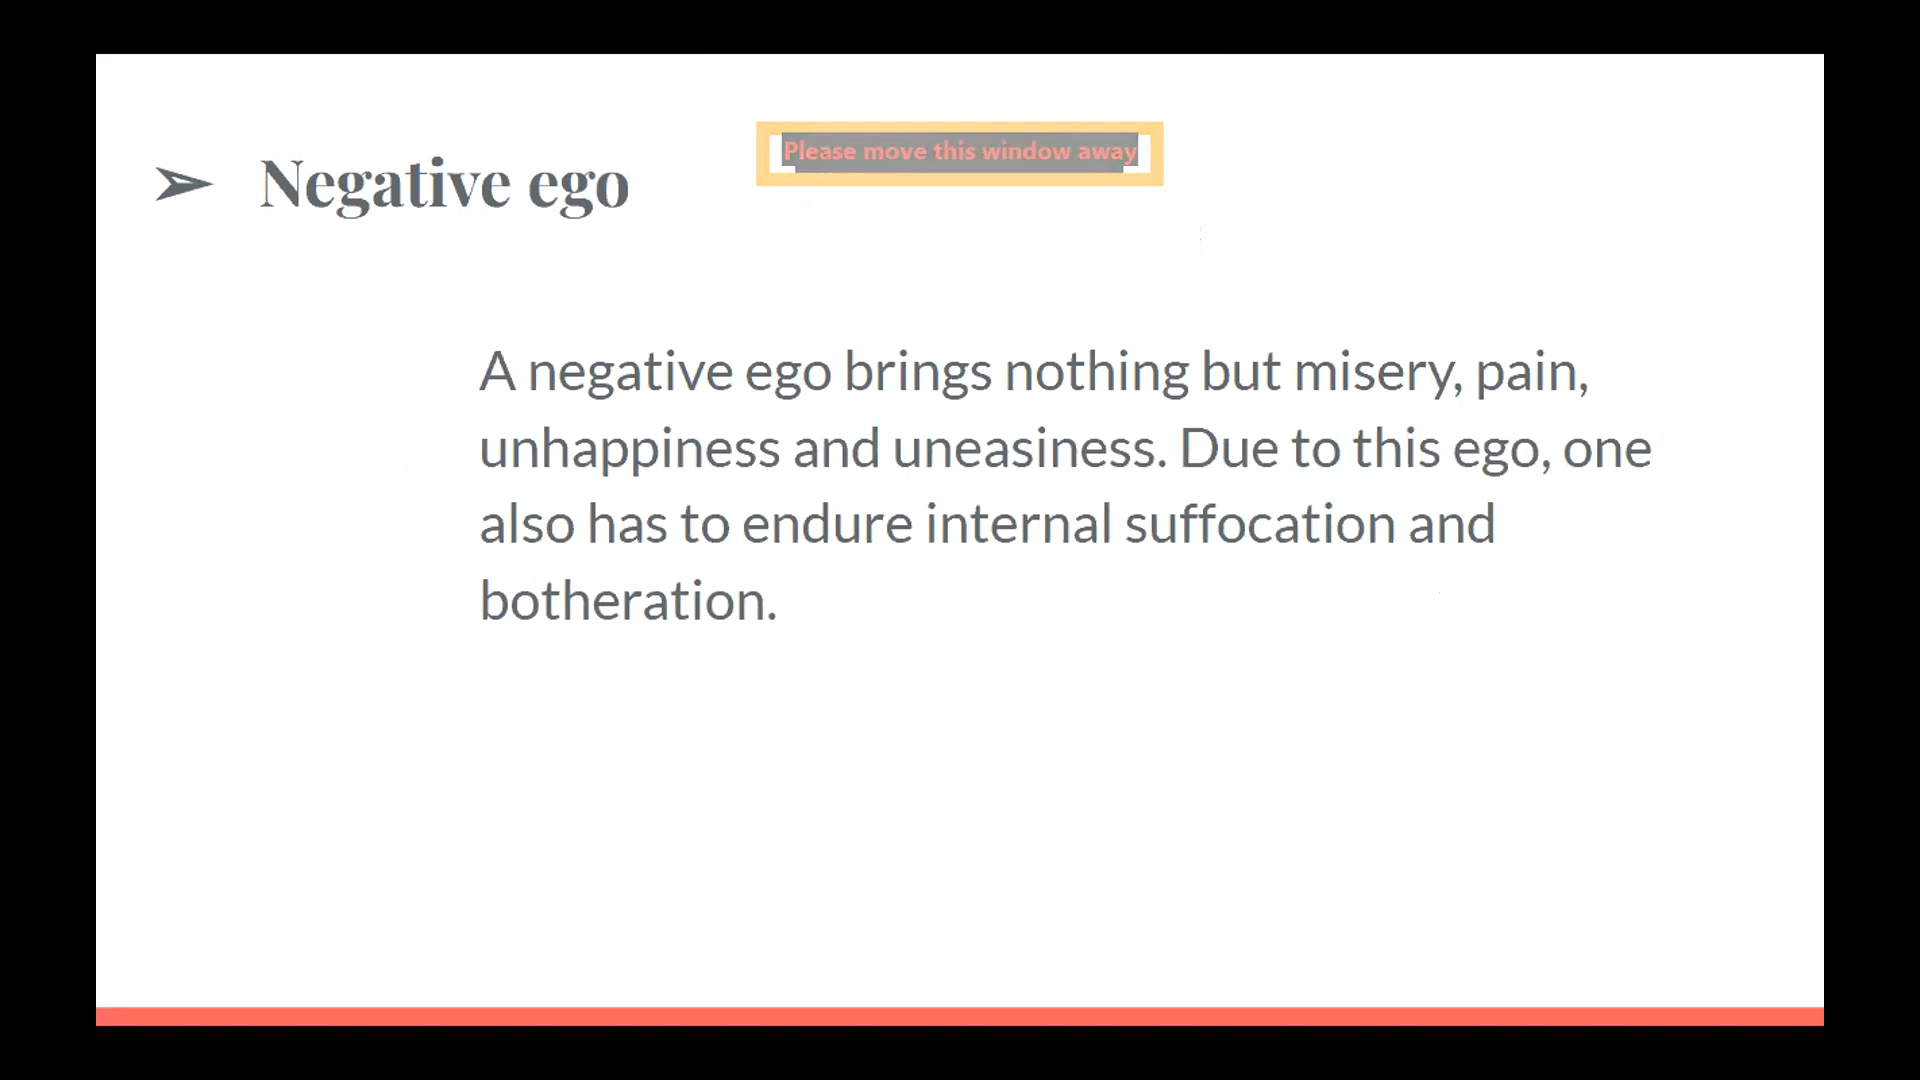 ➢ Negative ego
Please move this window away
A negative ego brings nothing but misery, pain,
unhappiness and uneasiness. Due to this ego, one
also has to endure internal suffocation and
botheration.